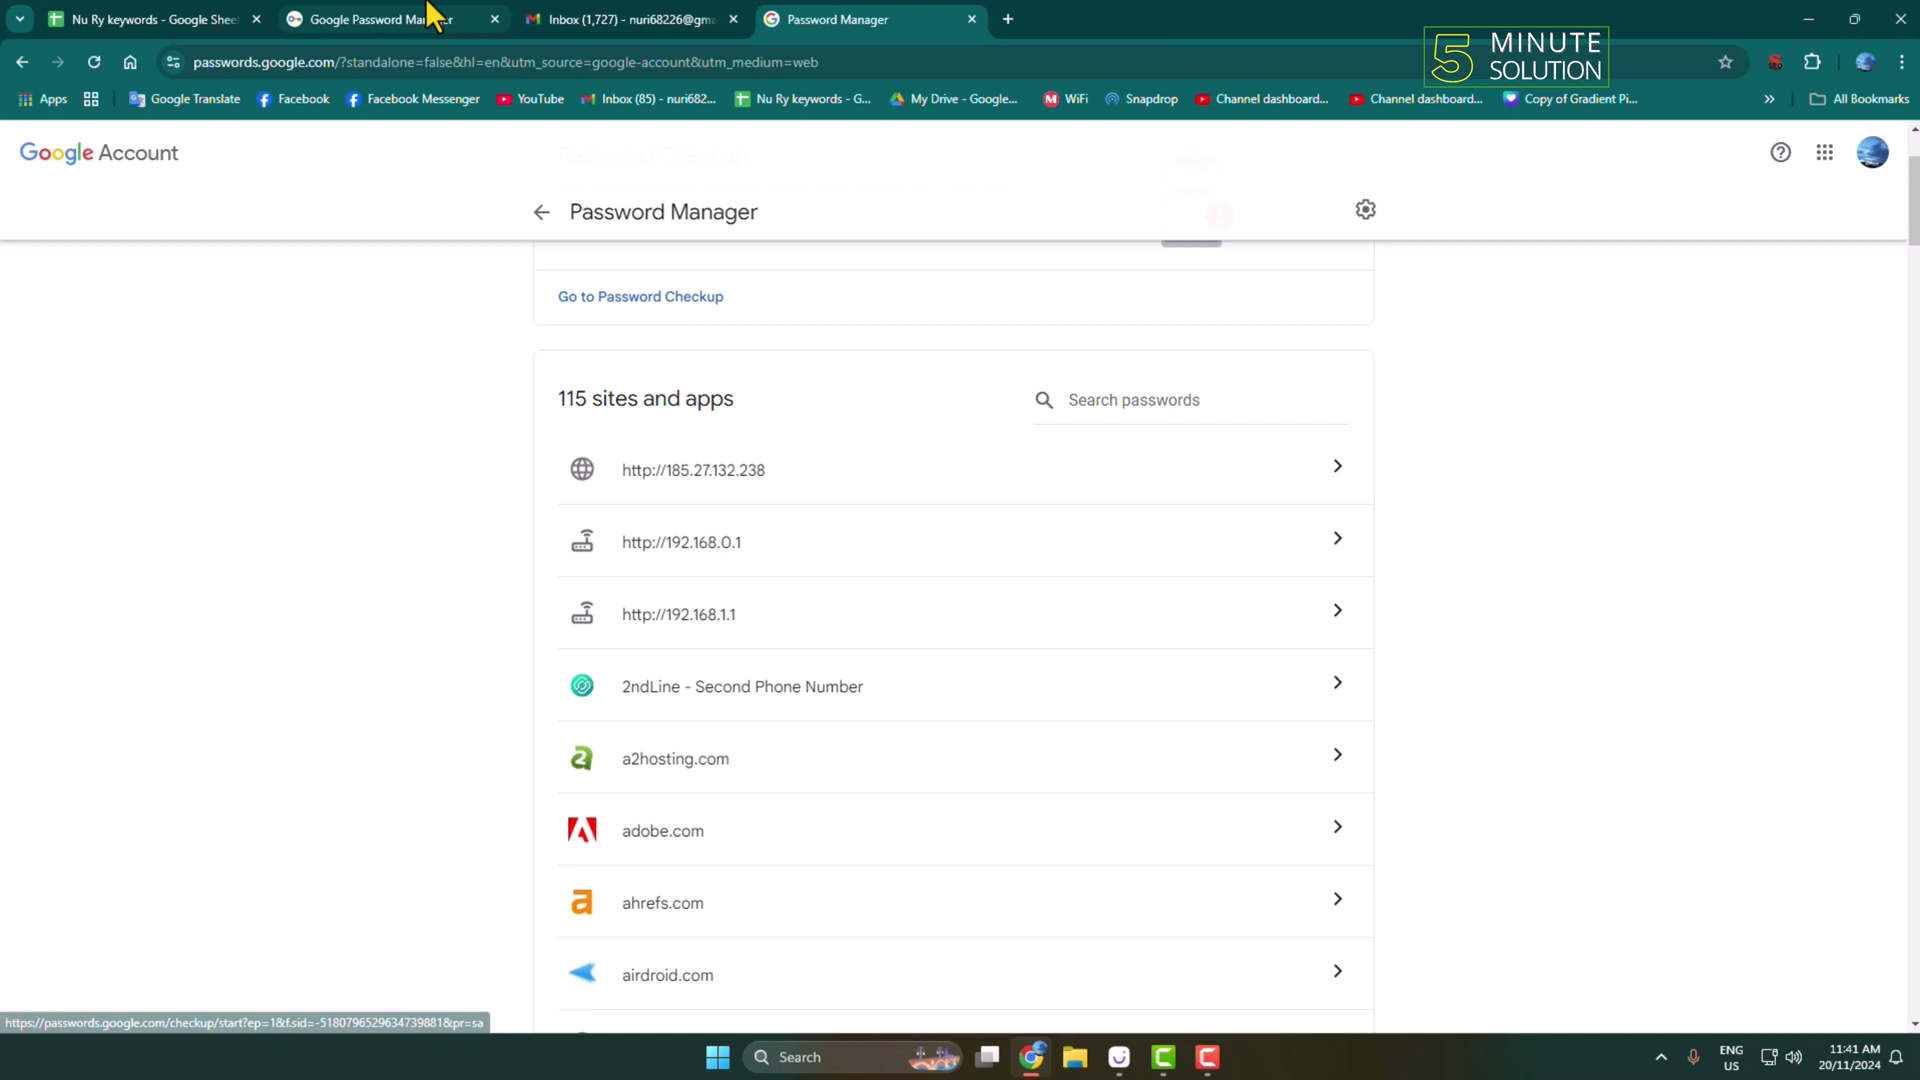 Nu Ry keywords - Google Shee
Google Password Man
Inbox (1,727) - nuri68226@gma
Password Manager
passwords.google.com/?standalone=false&hl=en&utm_source=google-account&utm_medium=web
5 MINUTE
SOLUTION
Apps
Google Translate
Facebook
Facebook Messenger
YouTube
Inbox (85) - nuri682...
Nu Ry keywords - G...
My Drive - Google...
WiFi
Snapdrop
Channel dashboard...
Channel dashboard...
Copy of Gradient Pi...
All Bookmarks
Google Account
Password Checkup
Password Manager
Go to Password Checkup
115 sites and apps
Search passwords
http://185.27.132.238
http://192.168.0.1
http://192.168.1.1
2ndLine - Second Phone Number
a2hosting.com
adobe.com
ahrefs.com
airdroid.com
https://passwords.google.com/checkup/start?ep=1&f.sid=-5180796529634739881&pr=sa
Search
ENG
US
11:41 AM
20/11/2024